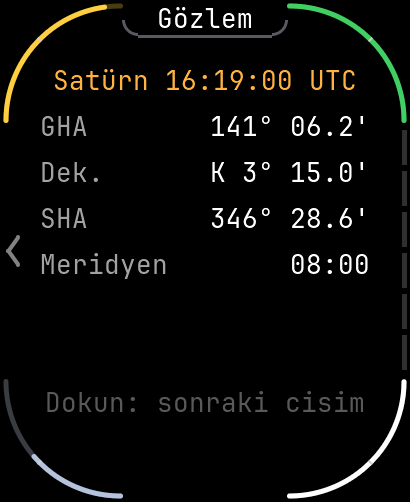 Gözlem
Satürn 16:19:00 UTC
GHA 141° 06.2'
Dek. K 3° 15.0'
SHA 346° 28.6'
Meridyen 08:00
Dokun: sonraki cisim